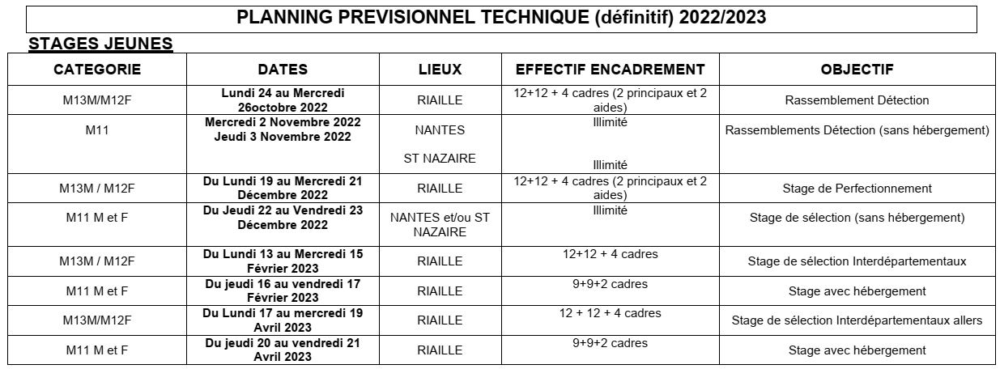 PLANNING PREVISIONNEL TECHNIQUE (définitif) 2022/2023
STAGES JEUNES
CATEGORIE DATES LIEUX EFFECTIF ENCADREMENT OBJECTIF
M13M/M12F Lundi 24 au Mercredi 26octobre 2022 RIAILLE 12+12 + 4 cadres (2 principaux et 2 aides) Rassemblement Détection
M11 Mercredi 2 Novembre 2022 NANTES Illimité Rassemblements Détection (sans hébergement)
Jeudi 3 Novembre 2022 ST NAZAIRE Illimité
M13M / M12F Du Lundi 19 au Mercredi 21 Décembre 2022 RIAILLE 12+12 + 4 cadres (2 principaux et 2 aides) Stage de Perfectionnement
M11 M et F Du Jeudi 22 au Vendredi 23 Décembre 2022 NANTES et/ou ST NAZAIRE Illimité Stage de sélection (sans hébergement)
M13M / M12F Du Lundi 13 au Mercredi 15 Février 2023 RIAILLE 12+12 + 4 cadres Stage de sélection Interdépartementaux
M11 M et F Du jeudi 16 au vendredi 17 Février 2023 RIAILLE 9+9+2 cadres Stage avec hébergement
M13M/M12F Du Lundi 17 au mercredi 19 Avril 2023 RIAILLE 12 + 12 + 4 cadres Stage de sélection Interdépartementaux allers
M11 M et F Du jeudi 20 au vendredi 21 Avril 2023 RIAILLE 9+9+2 cadres Stage avec hébergement